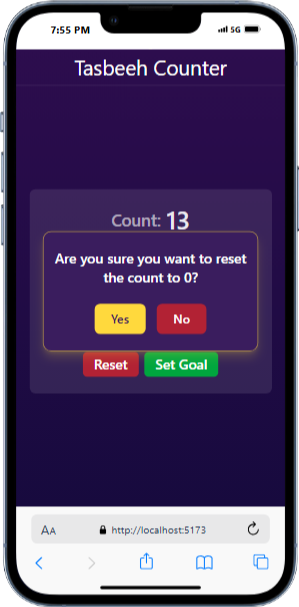 7:55 PM 5G
Tasbeeh Counter
Count: 13
Are you sure you want to reset
the count to 0?
Yes No
Reset Set Goal
AA http://localhost:5173